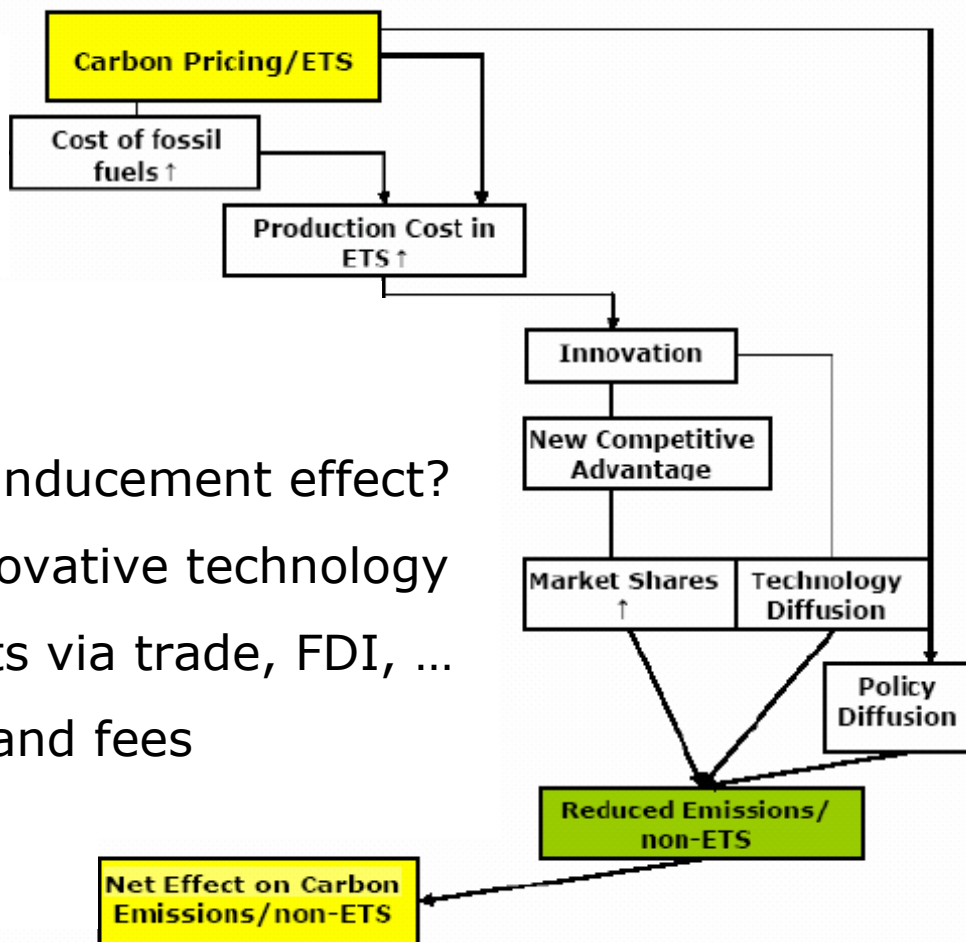 Carbon Pricing/ETS
Cost of fossil
fuels ↑
Production Cost in
ETS ↑
Innovation
New Competitive
Advantage
Market Shares
↑
Technology
Diffusion
Policy
Diffusion
Reduced Emissions/
non-ETS
Net Effect on Carbon
Emissions/non-ETS
nducement effect?
ovative technology
ts via trade, FDI, …
and fees